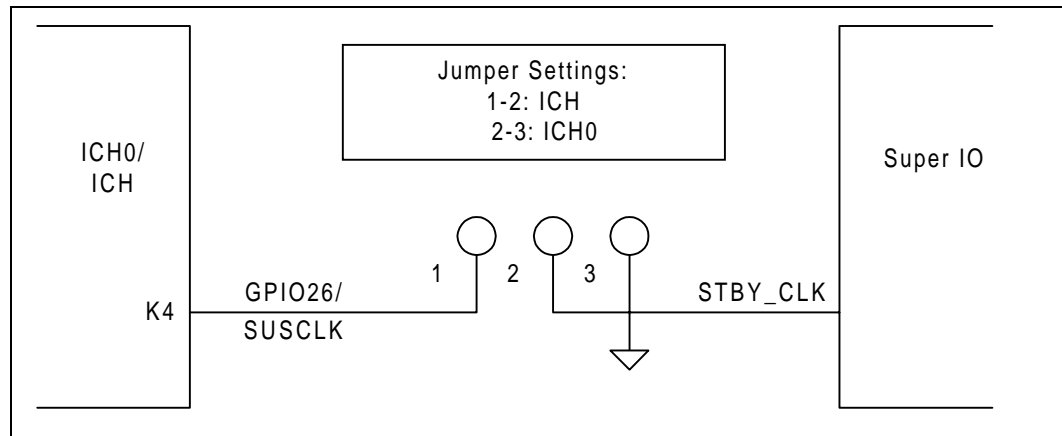 Jumper Settings:
1-2: ICH
2-3: ICH0
ICH0/
ICH
Super IO
1
2
3
K4
GPIO26/
SUSCLK
STBY_CLK